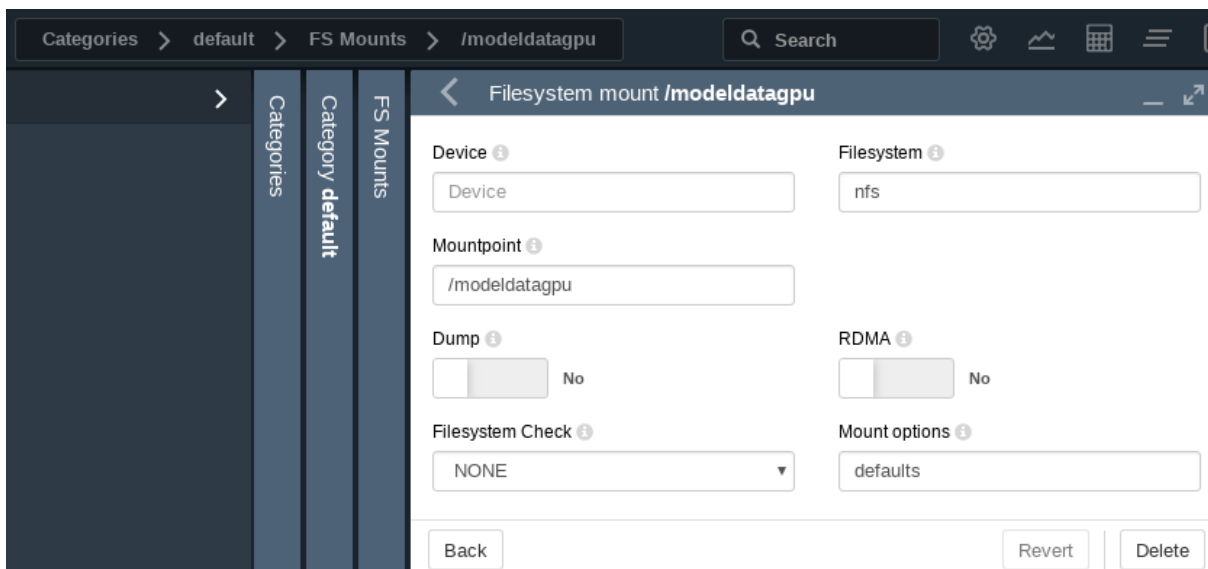 Categories > default > FS Mounts > /modeldatagpu
Search
Categories
Category default
FS Mounts
Filesystem mount /modeldatagpu
Device
Filesystem
Device
nfs
Mountpoint
/modeldatagpu
Dump
RDMA
No
No
Filesystem Check
Mount options
NONE
defaults
Back
Revert
Delete